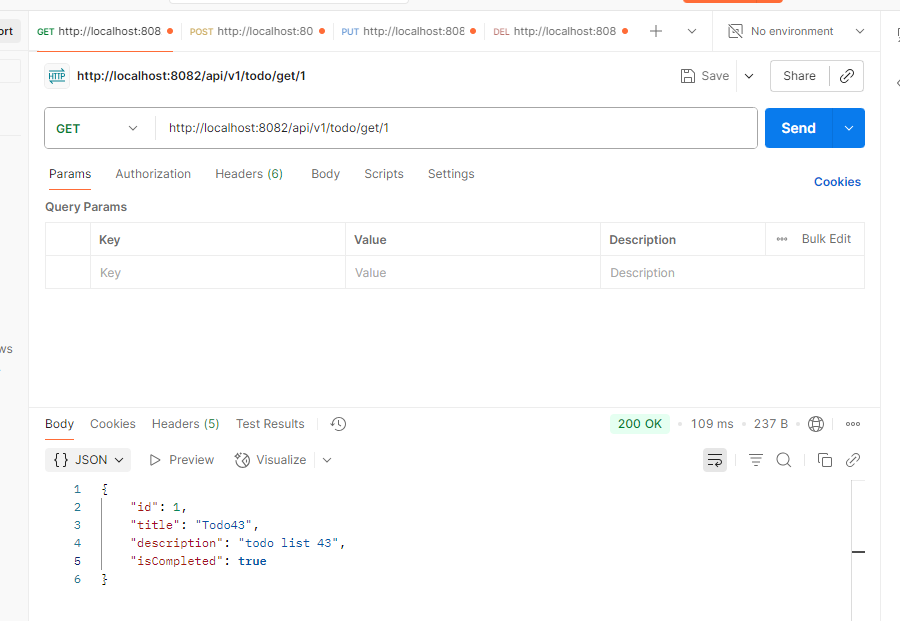 ort
GET http://localhost:808
POST http://localhost:80
PUT http://localhost:808
DEL http://localhost:808
No environment
HTTP
http://localhost:8082/api/v1/todo/get/1
Save
Share
GET
http://localhost:8082/api/v1/todo/get/1
Send
Params Authorization Headers (6) Body Scripts Settings
Cookies
Query Params
Key Value Description Bulk Edit
Key Value Description
ws
Body Cookies Headers (5) Test Results
200 OK • 109 ms • 237 B •
{} JSON Preview Visualize
1 {
2 "id": 1,
3 "title": "Todo43",
4 "description": "todo list 43",
5 "isCompleted": true
6 }